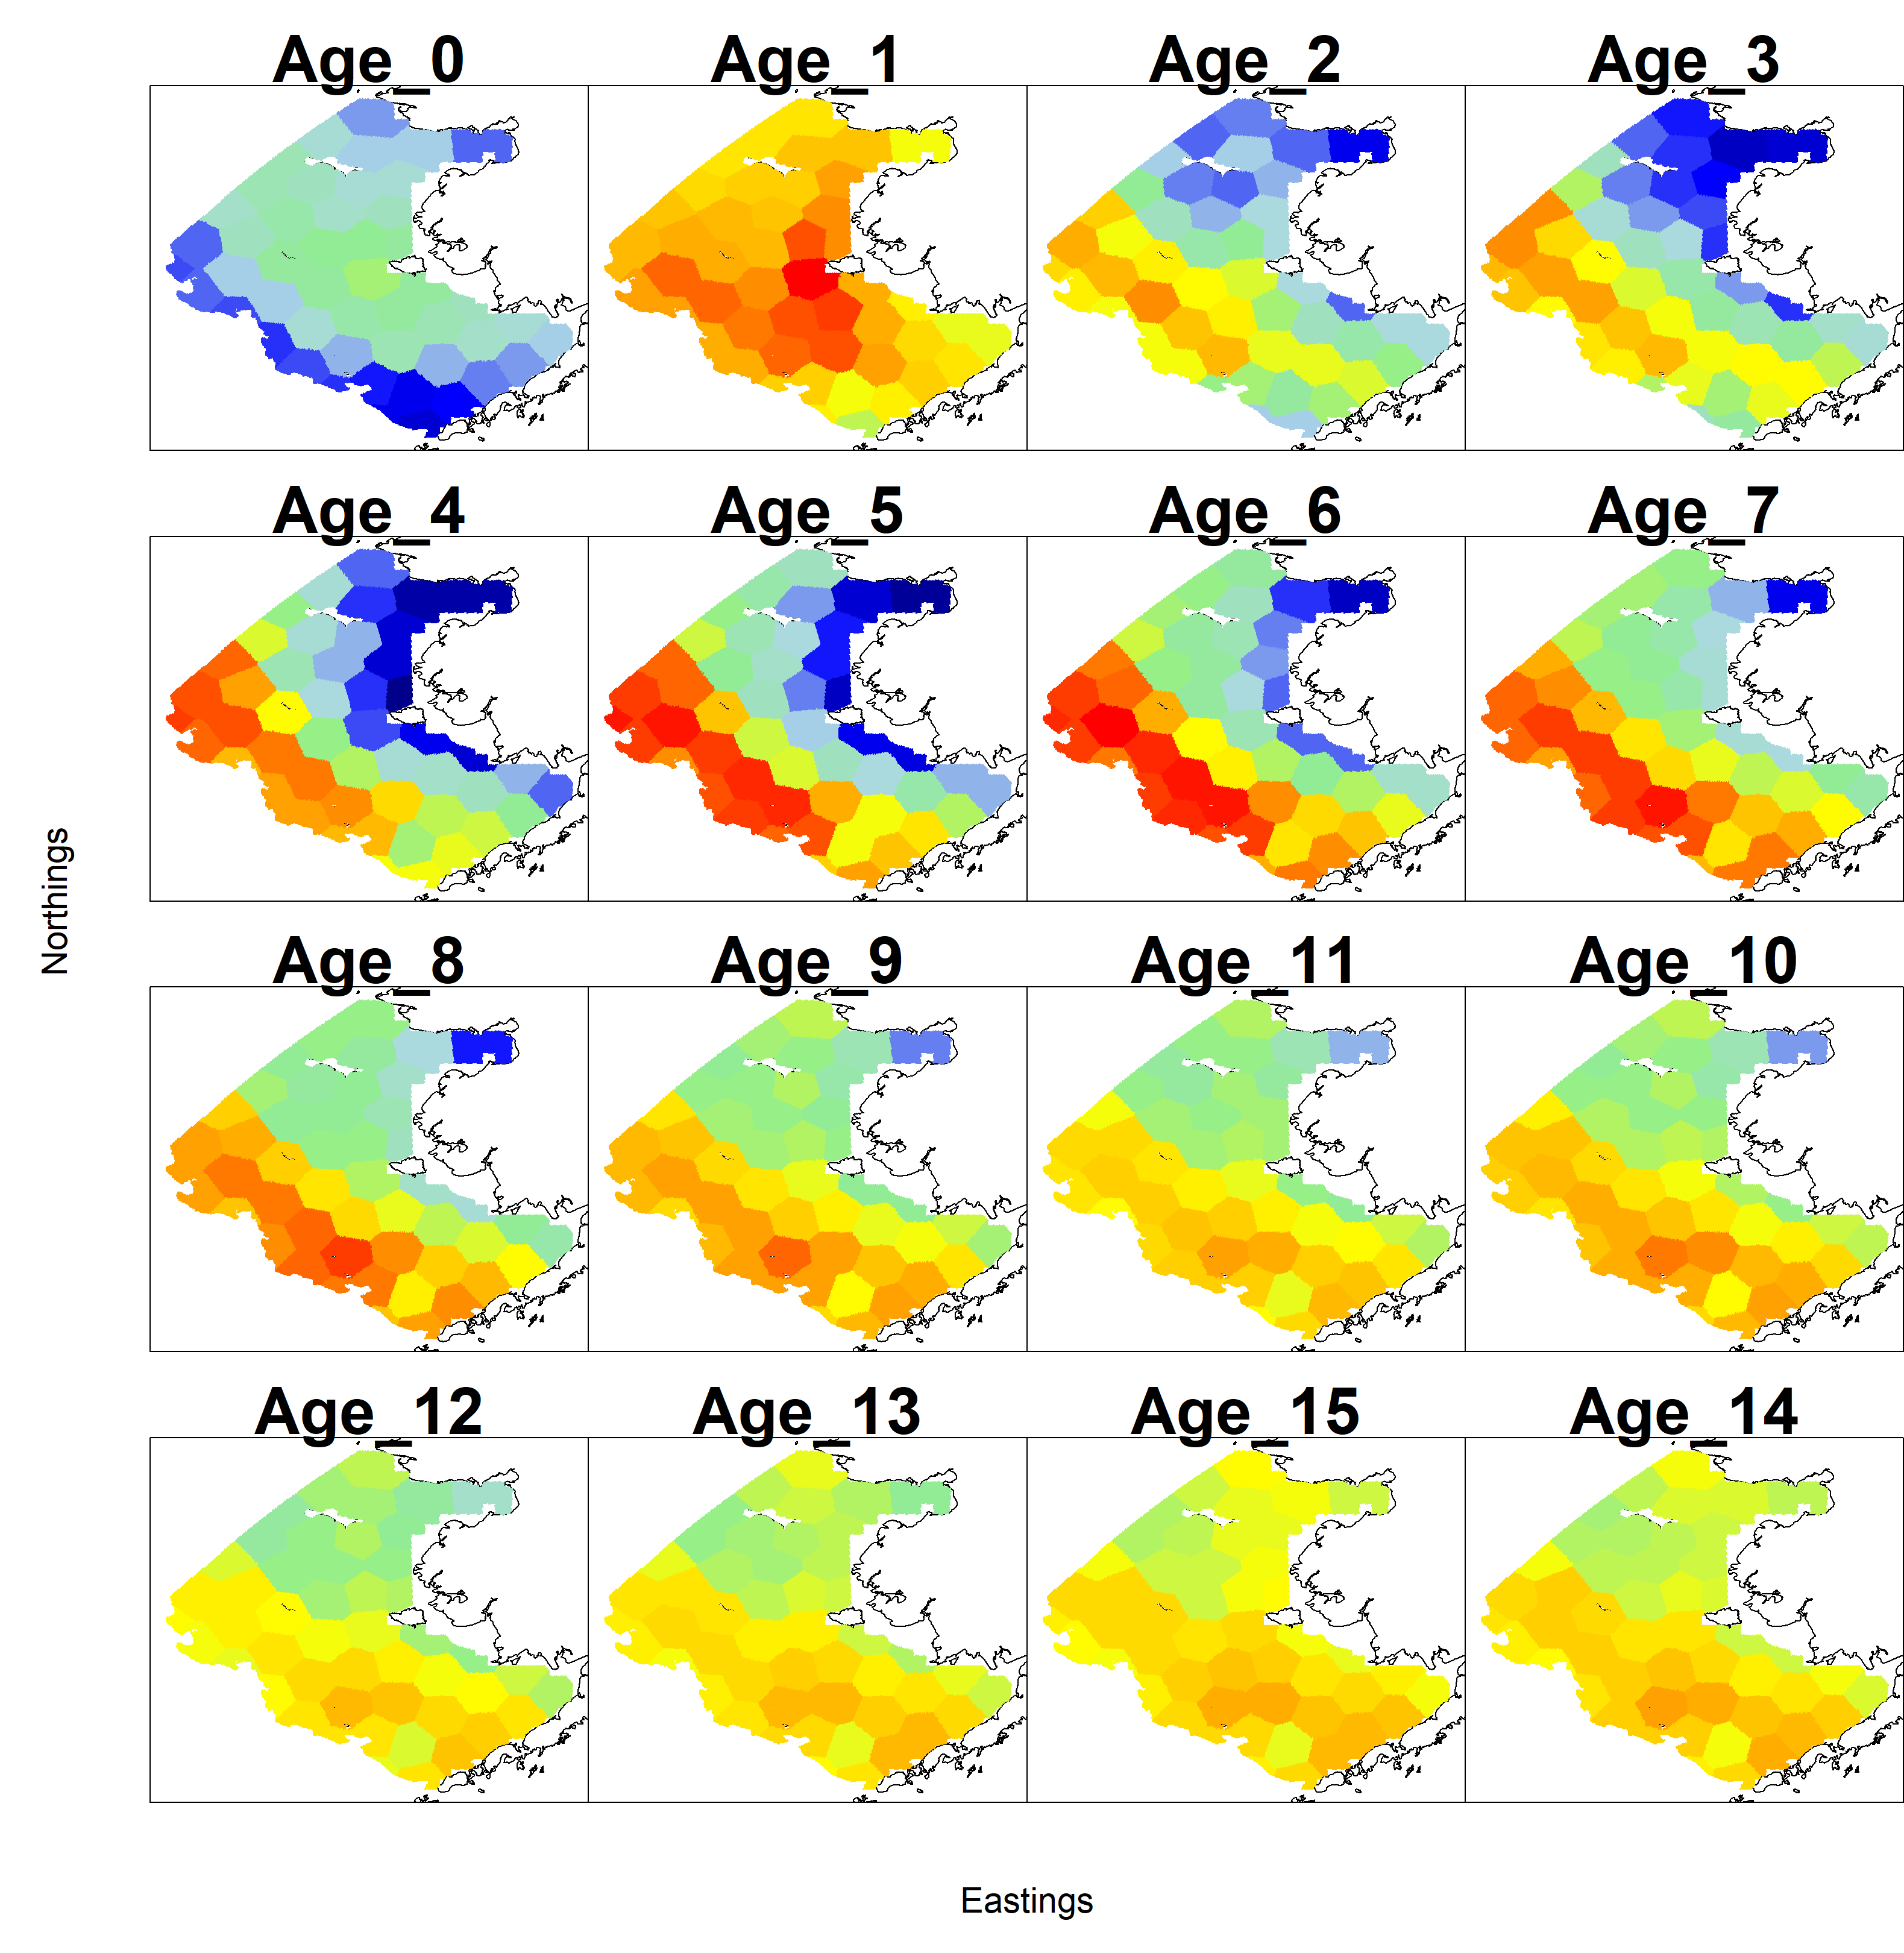 Age_0 Age_1 Age_2 Age_3
Age_4 Age_5 Age_6 Age_7
Northings
Age_8 Age_9 Age_11 Age_10
Age_12 Age_13 Age_15 Age_14
Eastings